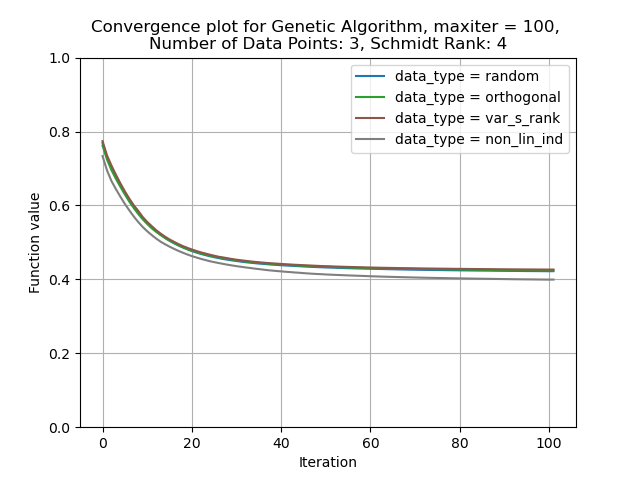 Convergence plot for Genetic Algorithm, maxiter = 100,
Number of Data Points: 3, Schmidt Rank: 4
data_type = random
data_type = orthogonal
data_type = var_s_rank
data_type = non_lin_ind
Function value
1.0
0.8
0.6
0.4
0.2
0.0
0 20 40 60 80 100
Iteration